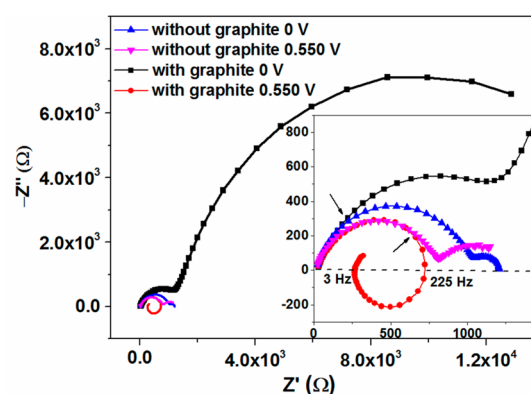 without graphite 0 V
without graphite 0.550 V
with graphite 0 V
with graphite 0.550 V
8.0x10³
6.0x10³
4.0x10³
2.0x10³
0.0
−Z'' (Ω)
800
600
400
200
0
-200
3 Hz
225 Hz
0
500
1000
0.0
4.0x10³
8.0x10³
1.2x10⁴
Z' (Ω)